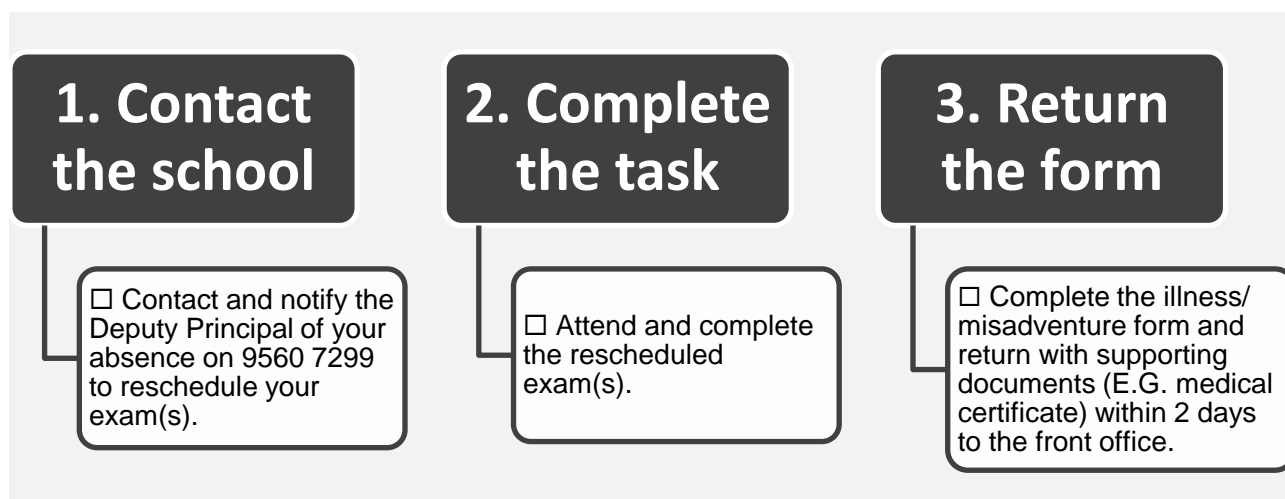 1. Contact
the school
☐ Contact and notify the
Deputy Principal of your
absence on 9560 7299
to reschedule your
exam(s).
2. Complete
the task
☐ Attend and complete
the rescheduled
exam(s).
3. Return
the form
☐ Complete the illness/
misadventure form and
return with supporting
documents (E.G. medical
certificate) within 2 days
to the front office.